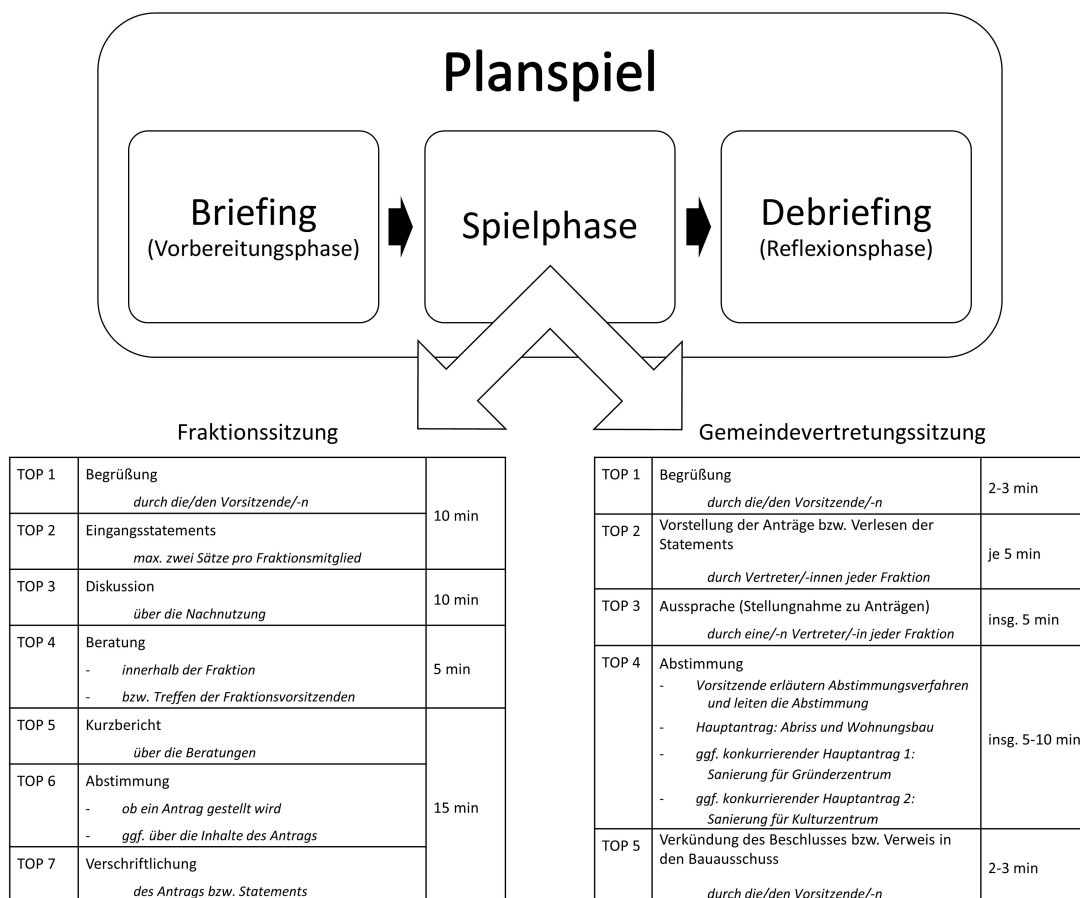 Planspiel
Briefing
(Vorbereitungsphase)
Spielphase
Debriefing
(Reflexionsphase)
Fraktionssitzung
TOP 1
Begrüßung
durch die/den Vorsitzende/-n
10 min
TOP 2
Eingangsstatements
max. zwei Sätze pro Fraktionsmitglied
TOP 3
Diskussion
über die Nachnutzung
10 min
TOP 4
Beratung
- innerhalb der Fraktion
- bzw. Treffen der Fraktionsvorsitzenden
5 min
TOP 5
Kurzbericht
über die Beratungen
15 min
TOP 6
Abstimmung
- ob ein Antrag gestellt wird
- ggf. über die Inhalte des Antrags
TOP 7
Verschriftlichung
des Antrags bzw. Statements
Gemeindevertretungssitzung
TOP 1
Begrüßung
durch die/den Vorsitzende/-n
2-3 min
TOP 2
Vorstellung der Anträge bzw. Verlesen der
Statements
durch Vertreter/-innen jeder Fraktion
je 5 min
TOP 3
Aussprache (Stellungnahme zu Anträgen)
durch eine/-n Vertreter/-in jeder Fraktion
insg. 5 min
TOP 4
Abstimmung
- Vorsitzende erläutern Abstimmungsverfahren
und leiten die Abstimmung
- Hauptantrag: Abriss und Wohnungsbau
- ggf. konkurrierender Hauptantrag 1:
Sanierung für Gründerzentrum
- ggf. konkurrierender Hauptantrag 2:
Sanierung für Kulturzentrum
insg. 5-10 min
TOP 5
Verkündung des Beschlusses bzw. Verweis in
den Bauausschuss
durch die/den Vorsitzende/-n
2-3 min